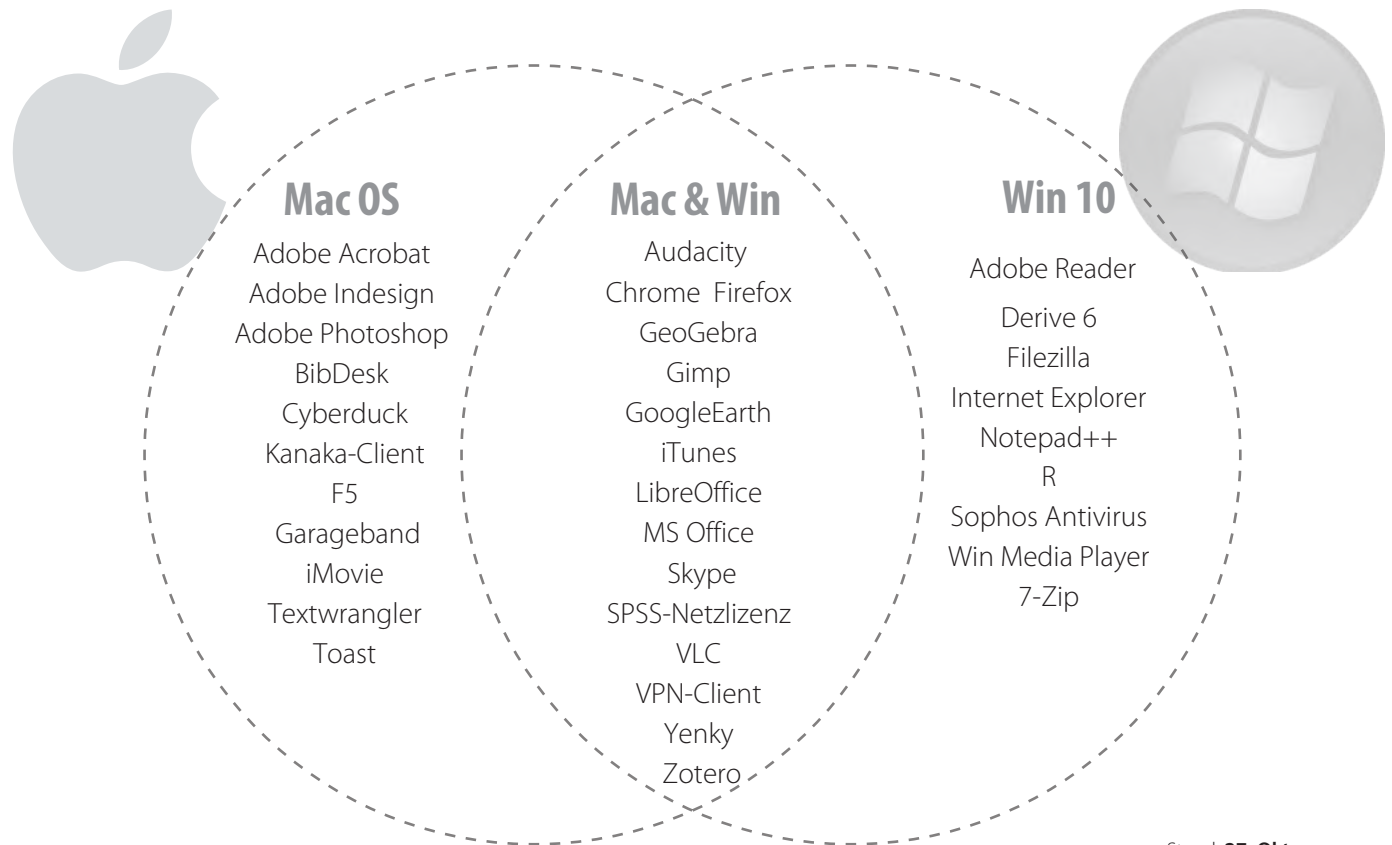 Mac OS
Adobe Acrobat
Adobe Indesign
Adobe Photoshop
BibDesk
Cyberduck
Kanaka-Client
F5
Garageband
iMovie
Textwrangler
Toast
Mac & Win
Audacity
Chrome Firefox
GeoGebra
Gimp
GoogleEarth
iTunes
LibreOffice
MS Office
Skype
SPSS-Netzlizenz
VLC
VPN-Client
Yenky
Zotero
Win 10
Adobe Reader
Derive 6
Filezilla
Internet Explorer
Notepad++
R
Sophos Antivirus
Win Media Player
7-Zip